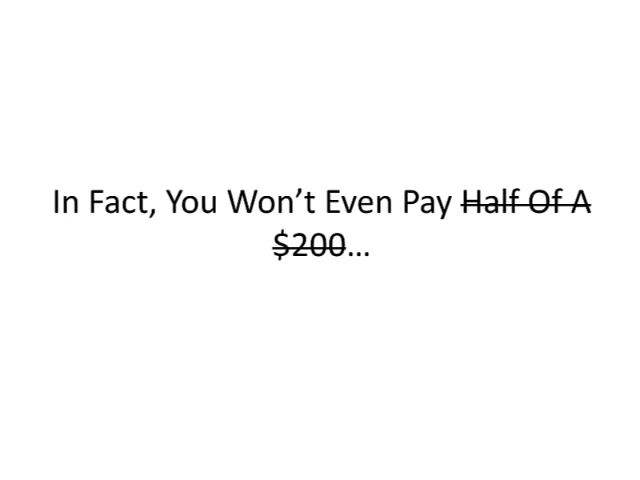 In Fact, You Won’t Even Pay Half Of A
$200…